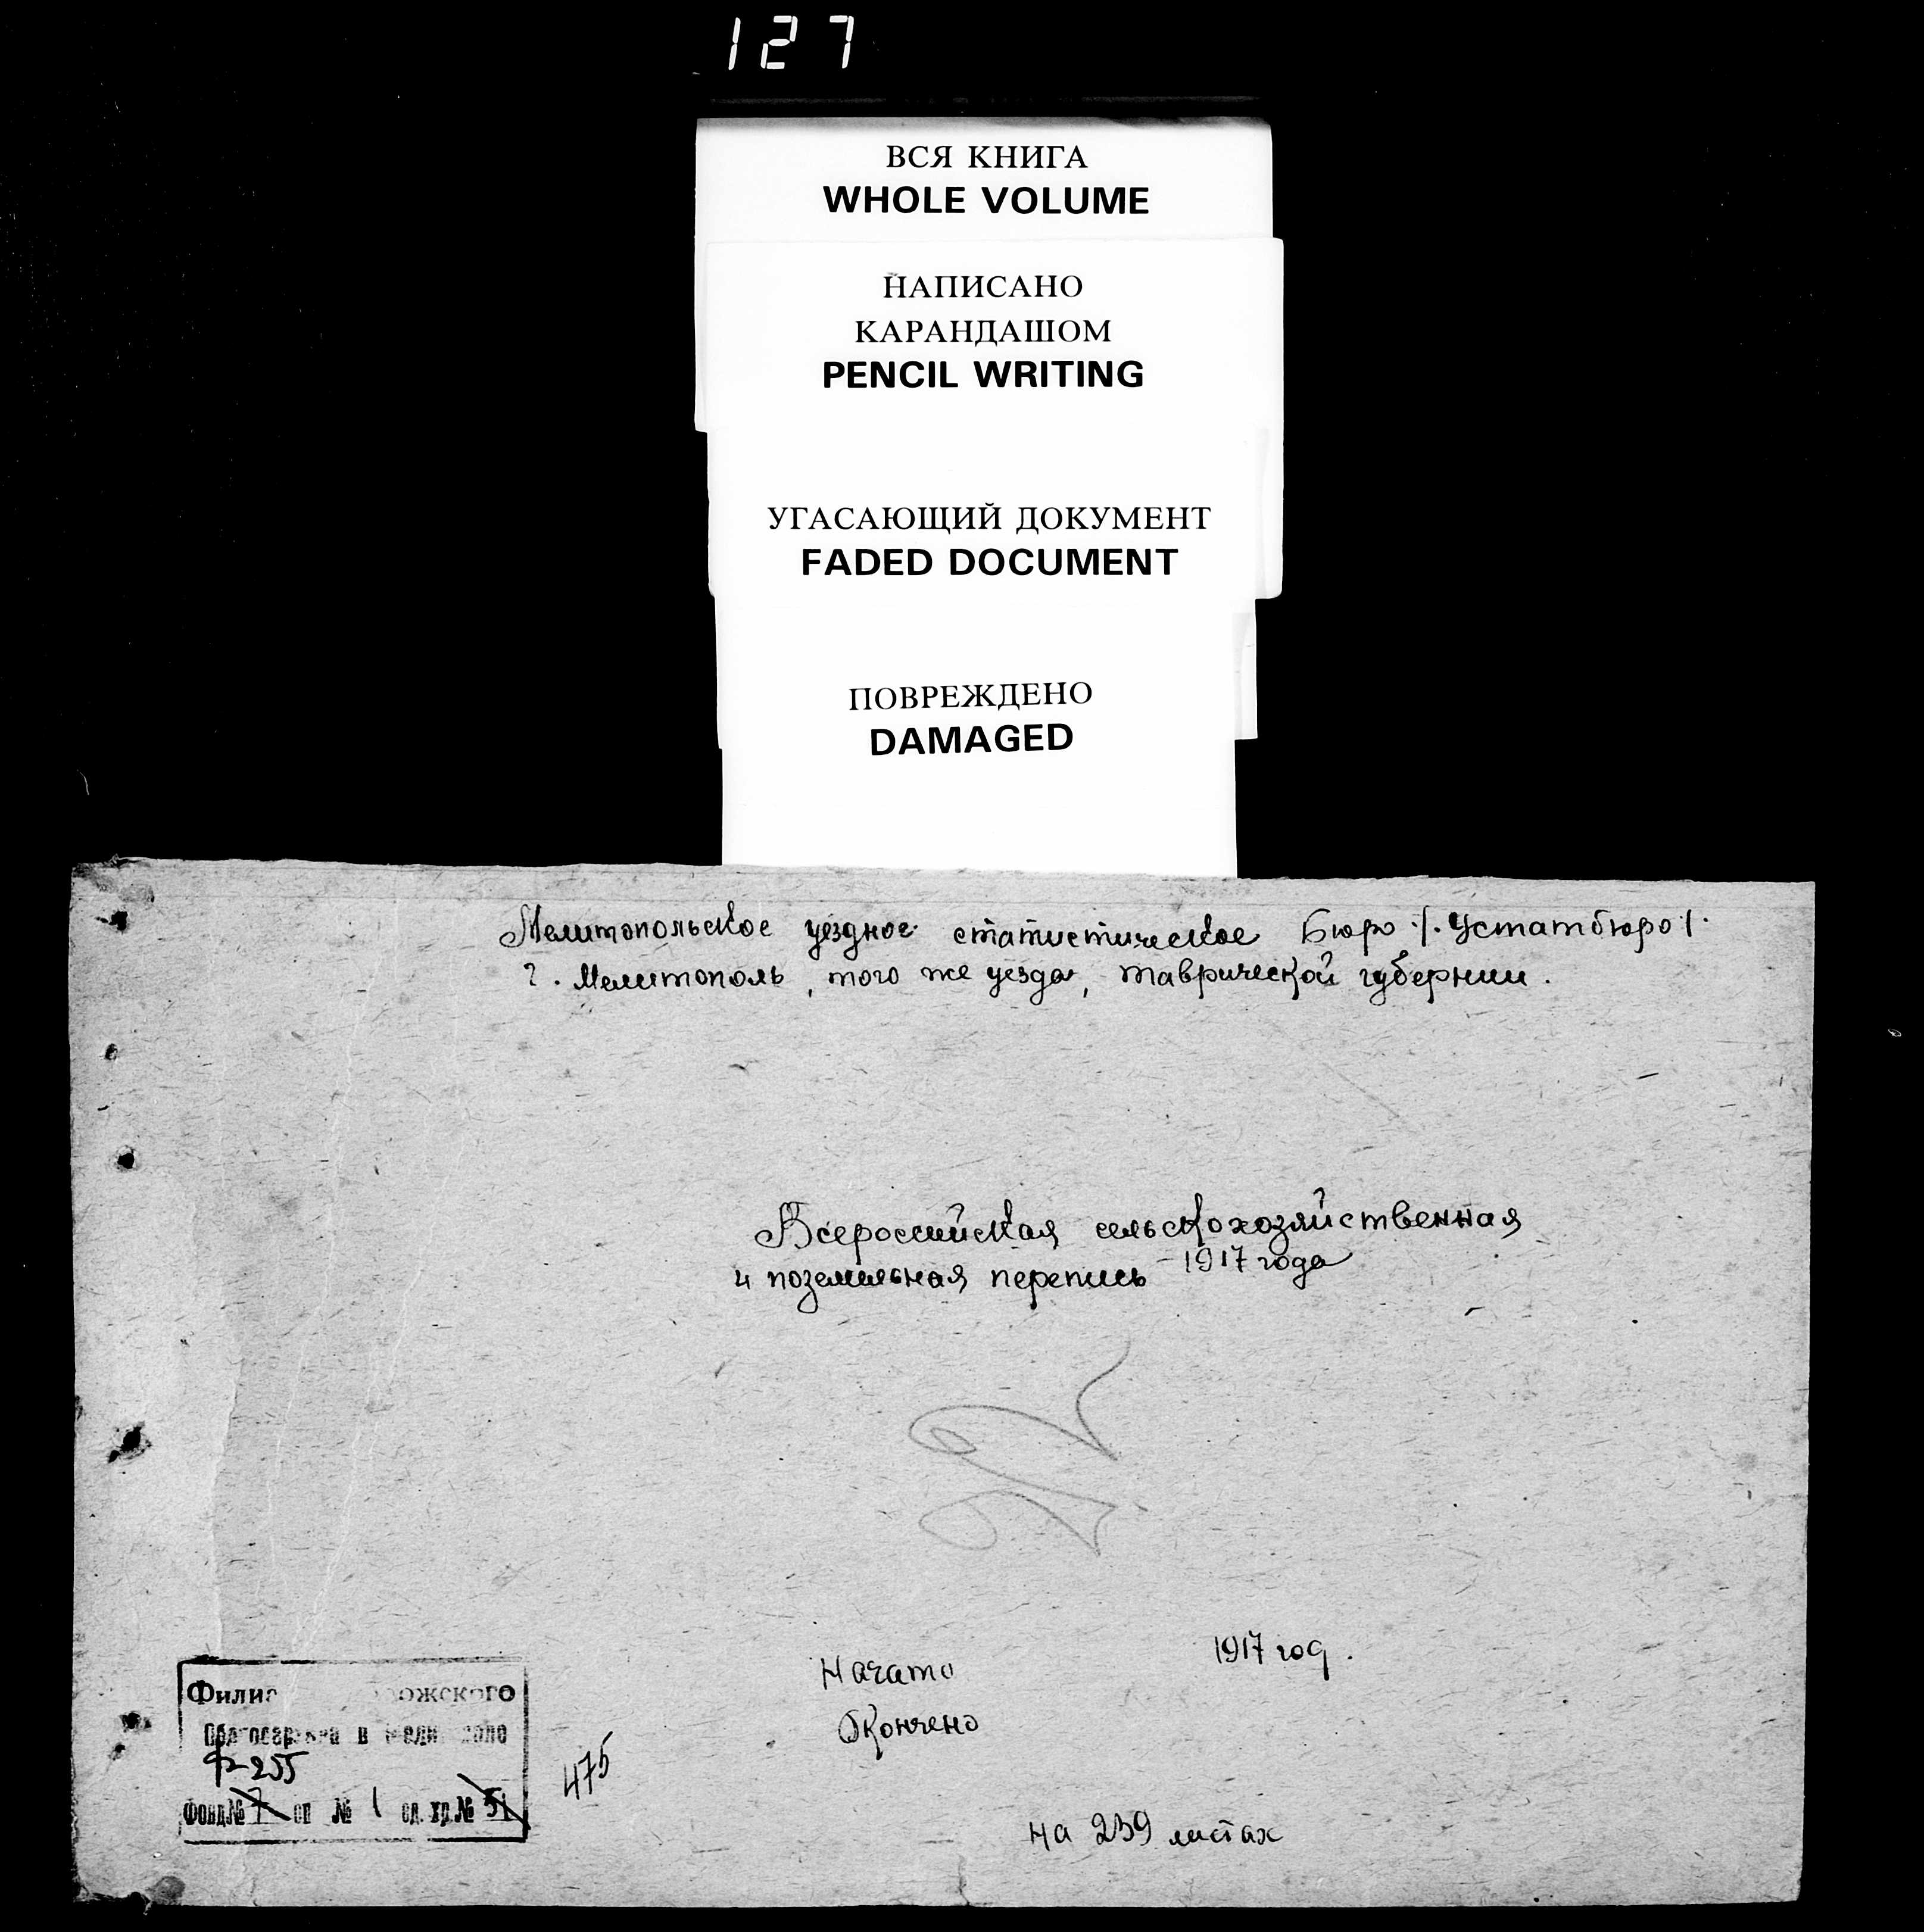 127
ВСЯ КНИГА
WHOLE VOLUME
НАПИСАНО
КАРАНДАШОМ
PENCIL WRITING
УГАСАЮЩИЙ ДОКУМЕНТ
FADED DOCUMENT
ПОВРЕЖДЕНО
DAMAGED
Мелитопольское уездное статистическое Бюро /. Устатбюро /.
г. Мелитополь, того же уезда, Таврической губернии.
Всероссийская сельскохозяйственная
и поземельная перепись - 1917 года
Начато 1917 год.
Окончено
Ф-255
Фонд № 7 оп № 1 ед. хр. № 51
475
на 239 листах